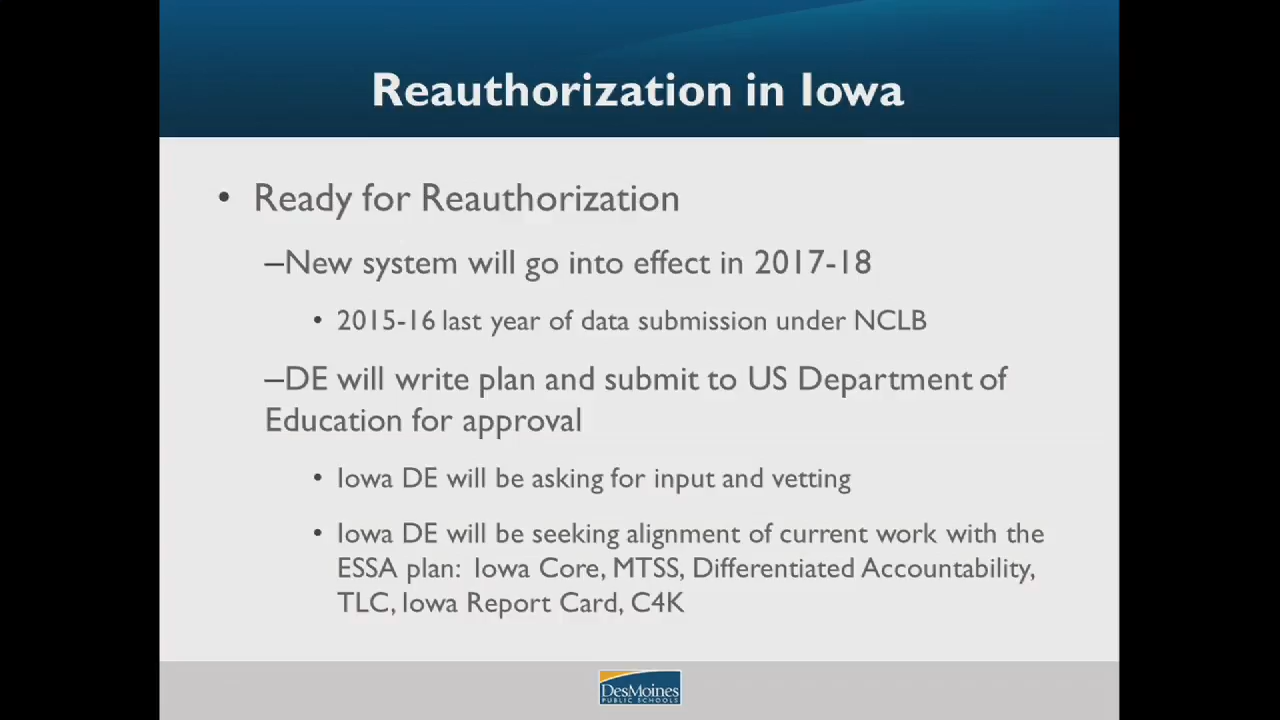 Reauthorization in Iowa
• Ready for Reauthorization
–New system will go into effect in 2017-18
• 2015-16 last year of data submission under NCLB
–DE will write plan and submit to US Department of
Education for approval
• Iowa DE will be asking for input and vetting
• Iowa DE will be seeking alignment of current work with the
ESSA plan:  Iowa Core, MTSS, Differentiated Accountability,
TLC, Iowa Report Card, C4K
DesMoines
PUBLIC SCHOOLS